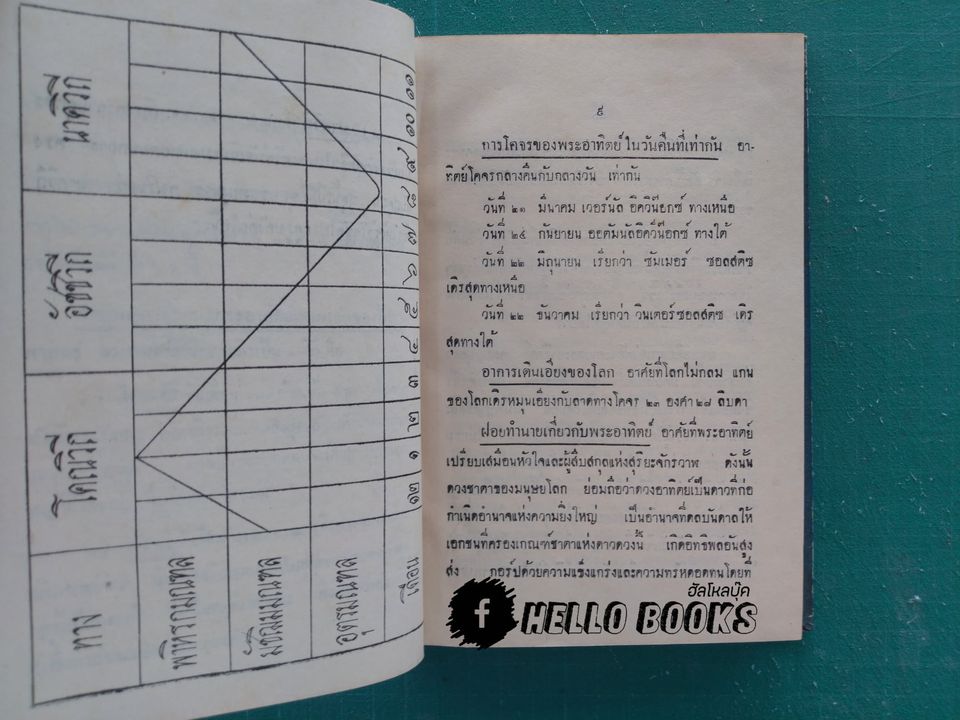 ทาง
พาหิรกมณฑล
มัชฌิมมณฑล
อุดรมณฑล
เดือน
โคณวิถี
อัชชวิถี
นาควิถี
๑๒ ๑ ๒ ๓ ๔ ๕ ๖ ๗ ๘ ๙ ๑๐ ๑๑
๙
การโคจรของพระอาทิตย์ในวันคืนที่เท่ากัน อา-
ทิตย์โคจรกลางคืนกับกลางวัน เท่ากัน
วันที่ ๒๑ มีนาคม เวอร์นัล อีควิน๊อกซ์ ทางเหนือ
วันที่ ๒๔ กันยายน ออตัมนัลอิควิน๊อกซ์ ทางใต้
วันที่ ๒๒ มิถุนายน เรียกว่า ซัมเมอร์ ซอลสติซ
เดิรสุดทางเหนือ
วันที่ ๒๒ ธันวาคม เรียกว่า วินเตอร์ซอลสติซ เดิร
สุดทางใต้
อาการเดินเอียงของโลก อาศัยที่โลกไม่กลม แกน
ของโลกเดิรหมุนเอียงกับลาดทางโคจร ๒๓ องศา ๒๗ ลิบดา
ฝอยทำนายเกี่ยวกับพระอาทิตย์ อาศัยที่พระอาทิตย์
เปรียบเสมือนหัวใจและผู้สืบสกุลแห่งสุริยะจักรวาฬ ดังนั้น
ดวงชาตาของมนุษยโลก ย่อมถือว่าดวงอาทิตย์เป็นดาวที่ก่อ
กำเนิดอำนาจแห่งความยิ่งใหญ่ เป็นอำนาจที่ดลบันดาลให้
เอกชนที่ครองเกณฑ์ชาตาแห่งดาวดวงนี้ เกิดอิทธิพลอันสูง
ส่ง กอร์ปด้วยความแข็งแกร่งและความทรหดอดทนโดยที่
ฮัลโหลบุ๊ค
f HELLO BOOKS